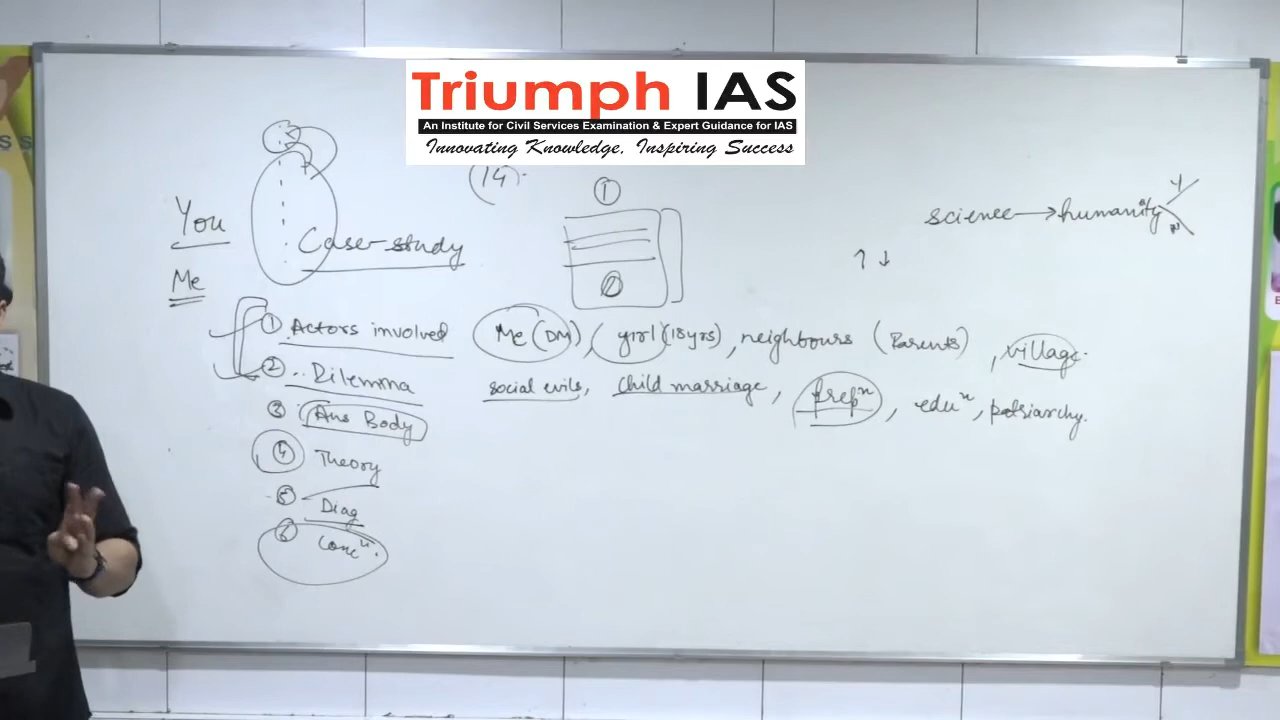 Triumph IAS
An Institute for Civil Services Examination & Expert Guidance for IAS
Innovating Knowledge, Inspiring Success
(14)
You
Case-study
①
②
science → humanity
Me
↑ ↓
① Actors involved Me (DM), girl (18yrs), neighbours (Parents), village.
② Dilemma social evils, child marriage, prepⁿ, eduⁿ, patriarchy.
③ Ans Body
④ Theory
⑤ Diag
⑥ Concⁿ.